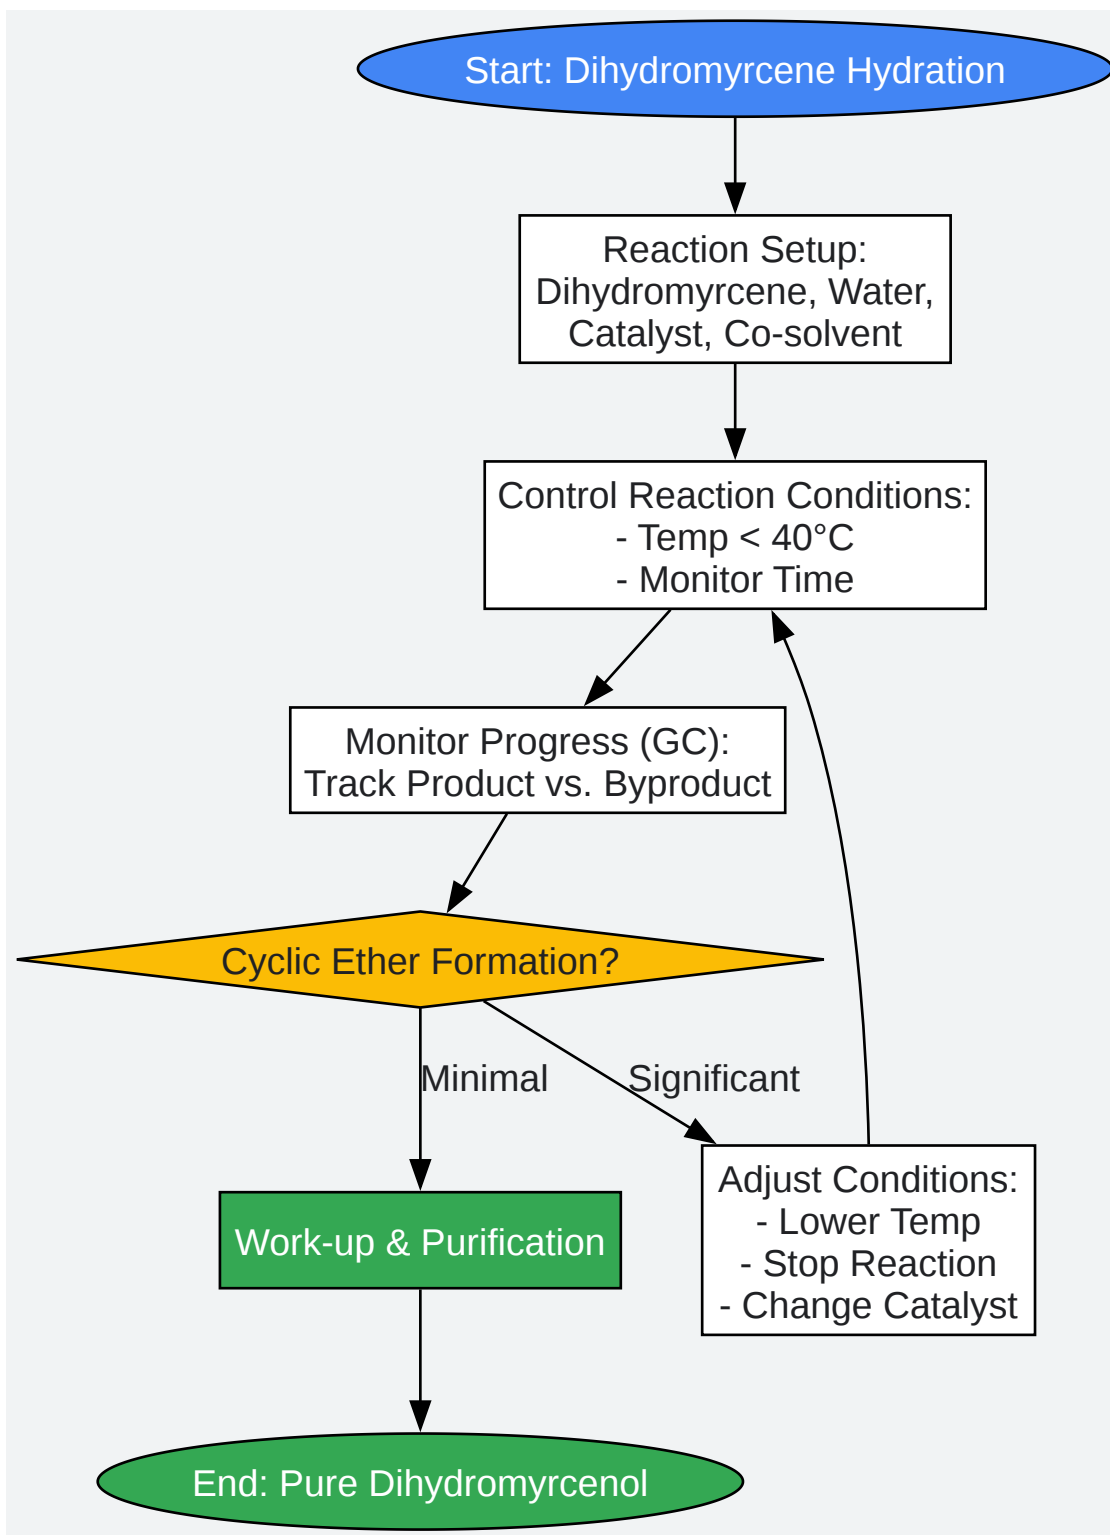 Start: Dihydromyrcene Hydration
Reaction Setup:
Dihydromyrcene, Water,
Catalyst, Co-solvent
Control Reaction Conditions:
- Temp < 40°C
- Monitor Time
Monitor Progress (GC):
Track Product vs. Byproduct
Cyclic Ether Formation?
Minimal
Significant
Adjust Conditions:
- Lower Temp
- Stop Reaction
- Change Catalyst
Work-up & Purification
End: Pure Dihydromyrcenol